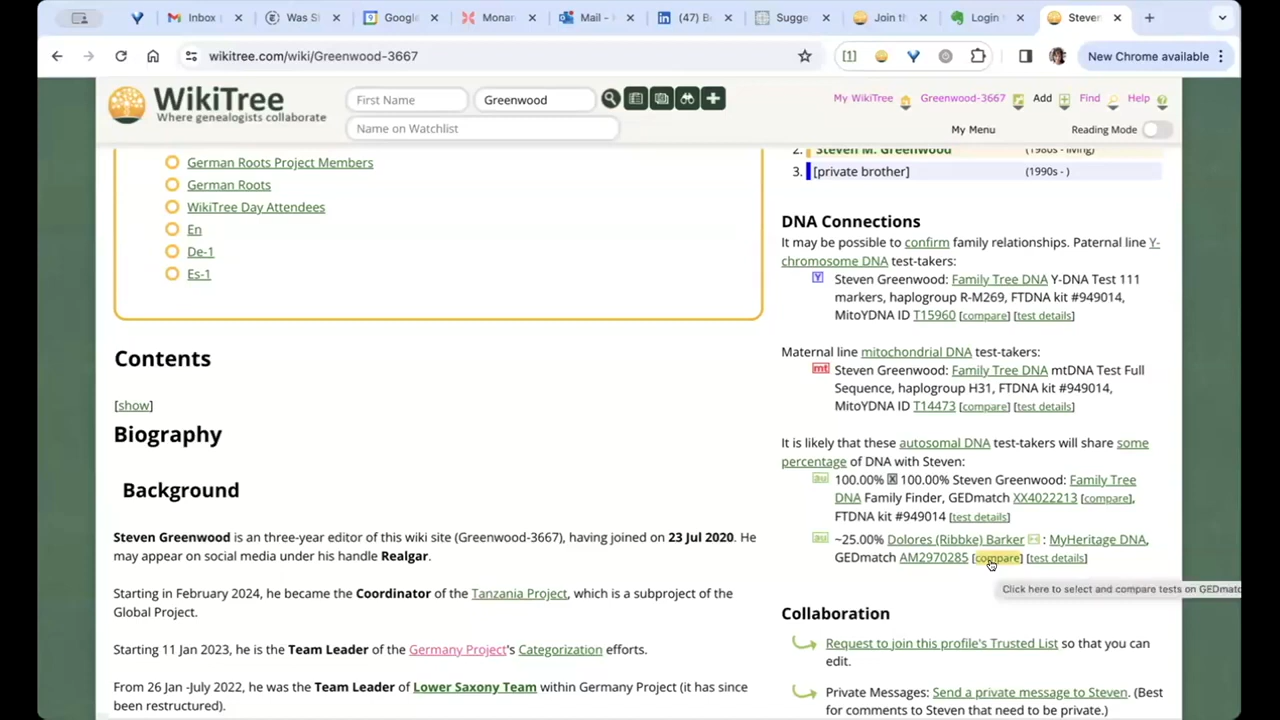 Inbox
Was S
Google
Monar
Mail -
(47) B
Sugge
Join th
Login
Steven
wikitree.com/wiki/Greenwood-3667
[1]
New Chrome available
WikiTree
Where genealogists collaborate
First Name
Greenwood
Name on Watchlist
My WikiTree
Greenwood-3667
Add
Find
Help
My Menu
Reading Mode
German Roots Project Members
German Roots
WikiTree Day Attendees
En
De-1
Es-1
Contents
[show]
Biography
Background
Steven Greenwood is an three-year editor of this wiki site (Greenwood-3667), having joined on 23 Jul 2020. He
may appear on social media under his handle Realgar.
Starting in February 2024, he became the Coordinator of the Tanzania Project, which is a subproject of the
Global Project.
Starting 11 Jan 2023, he is the Team Leader of the Germany Project's Categorization efforts.
From 26 Jan -July 2022, he was the Team Leader of Lower Saxony Team within Germany Project (it has since
been restructured).
2. Steven M. Greenwood (1980s - living)
3. [private brother] (1990s - )
DNA Connections
It may be possible to confirm family relationships. Paternal line Y-
chromosome DNA test-takers:
Y Steven Greenwood: Family Tree DNA Y-DNA Test 111
markers, haplogroup R-M269, FTDNA kit #949014,
MitoYDNA ID T15960 [compare] [test details]
Maternal line mitochondrial DNA test-takers:
mt Steven Greenwood: Family Tree DNA mtDNA Test Full
Sequence, haplogroup H31, FTDNA kit #949014,
MitoYDNA ID T14473 [compare] [test details]
It is likely that these autosomal DNA test-takers will share some
percentage of DNA with Steven:
au 100.00% X 100.00% Steven Greenwood: Family Tree
DNA Family Finder, GEDmatch XX4022213 [compare],
FTDNA kit #949014 [test details]
au ~25.00% Dolores (Ribbke) Barker : MyHeritage DNA,
GEDmatch AM2970285 [compare] [test details]
Click here to select and compare tests on GEDmatc
Collaboration
Request to join this profile's Trusted List so that you can
edit.
Private Messages: Send a private message to Steven. (Best
for comments to Steven that need to be private.)